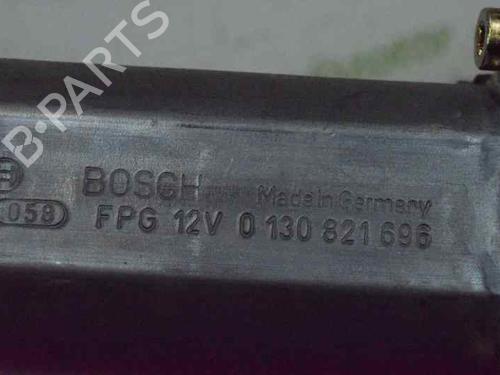 B-PARTS
BOSCH Made in Germany
058 FPG 12V 0 130 821 696